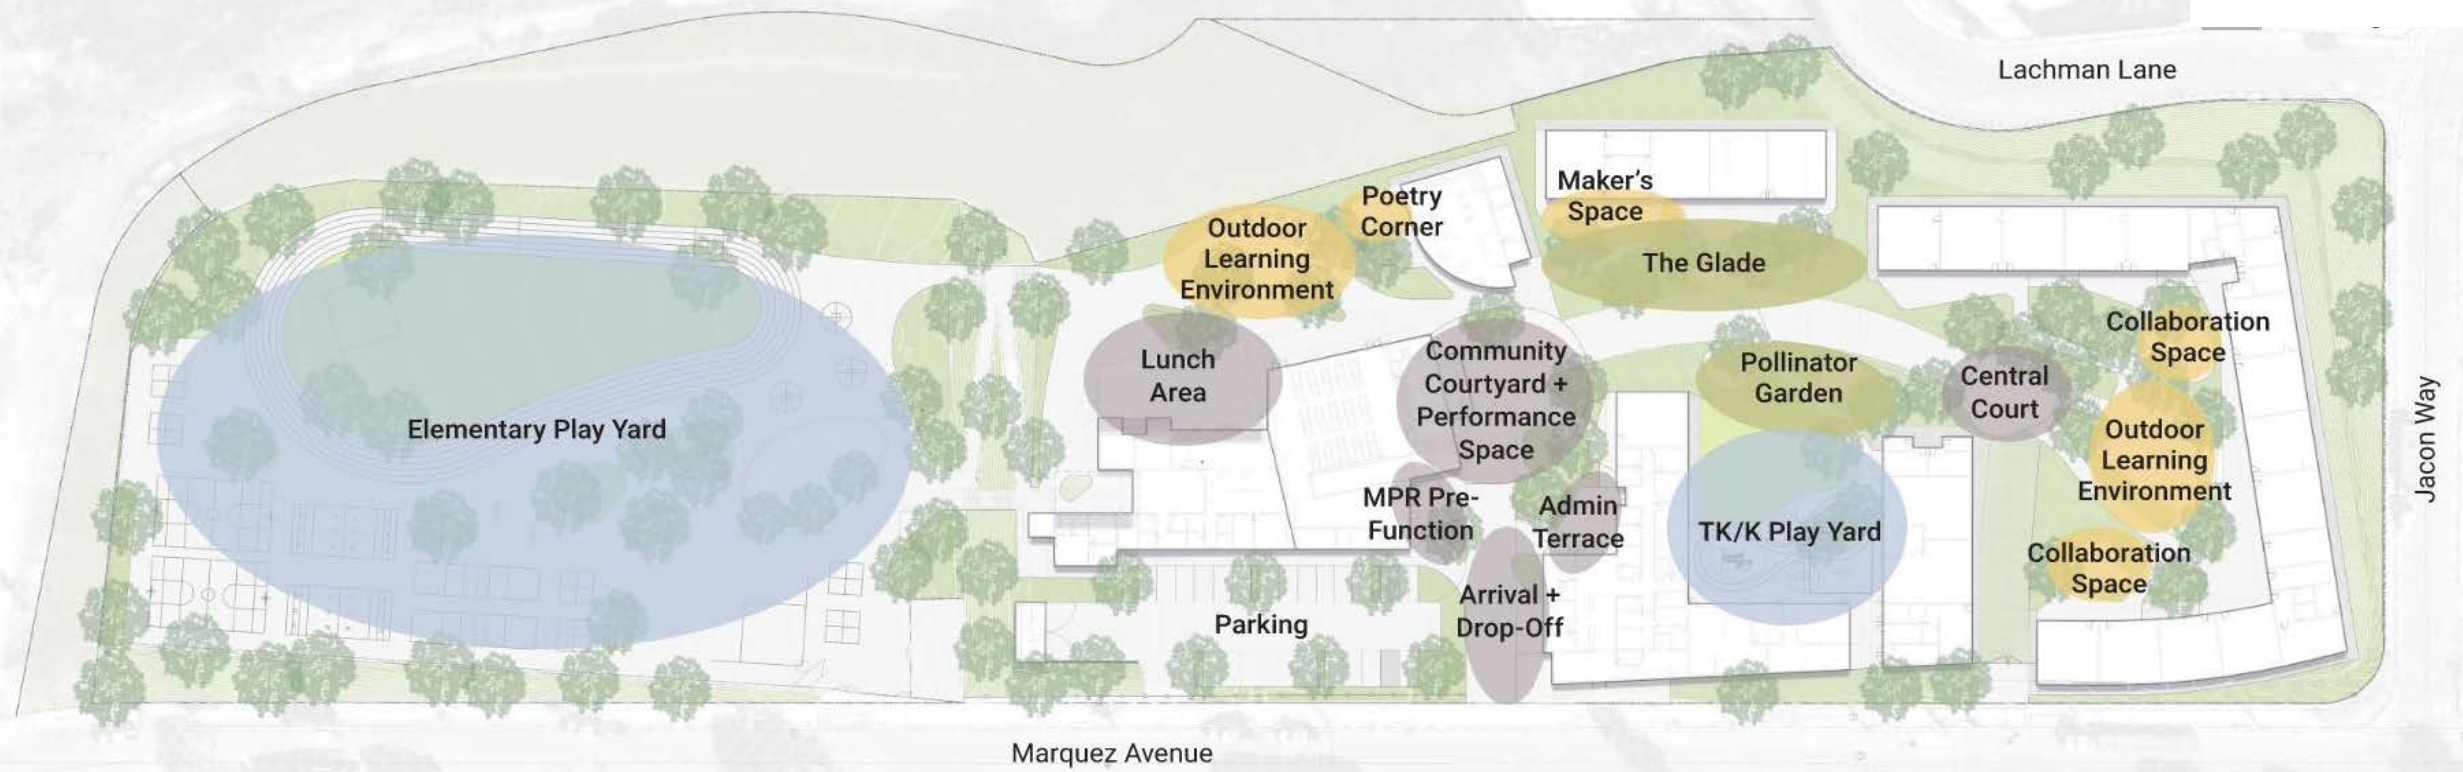 Lachman Lane
Maker's
Space
Poetry
Corner
Outdoor
Learning
Environment
The Glade
Collaboration
Space
Lunch
Area
Community
Courtyard +
Performance
Space
Pollinator
Garden
Central
Court
Elementary Play Yard
Outdoor
Learning
Environment
Jacon Way
MPR Pre-
Function
Admin
Terrace
TK/K Play Yard
Collaboration
Space
Arrival +
Drop-Off
Parking
Marquez Avenue